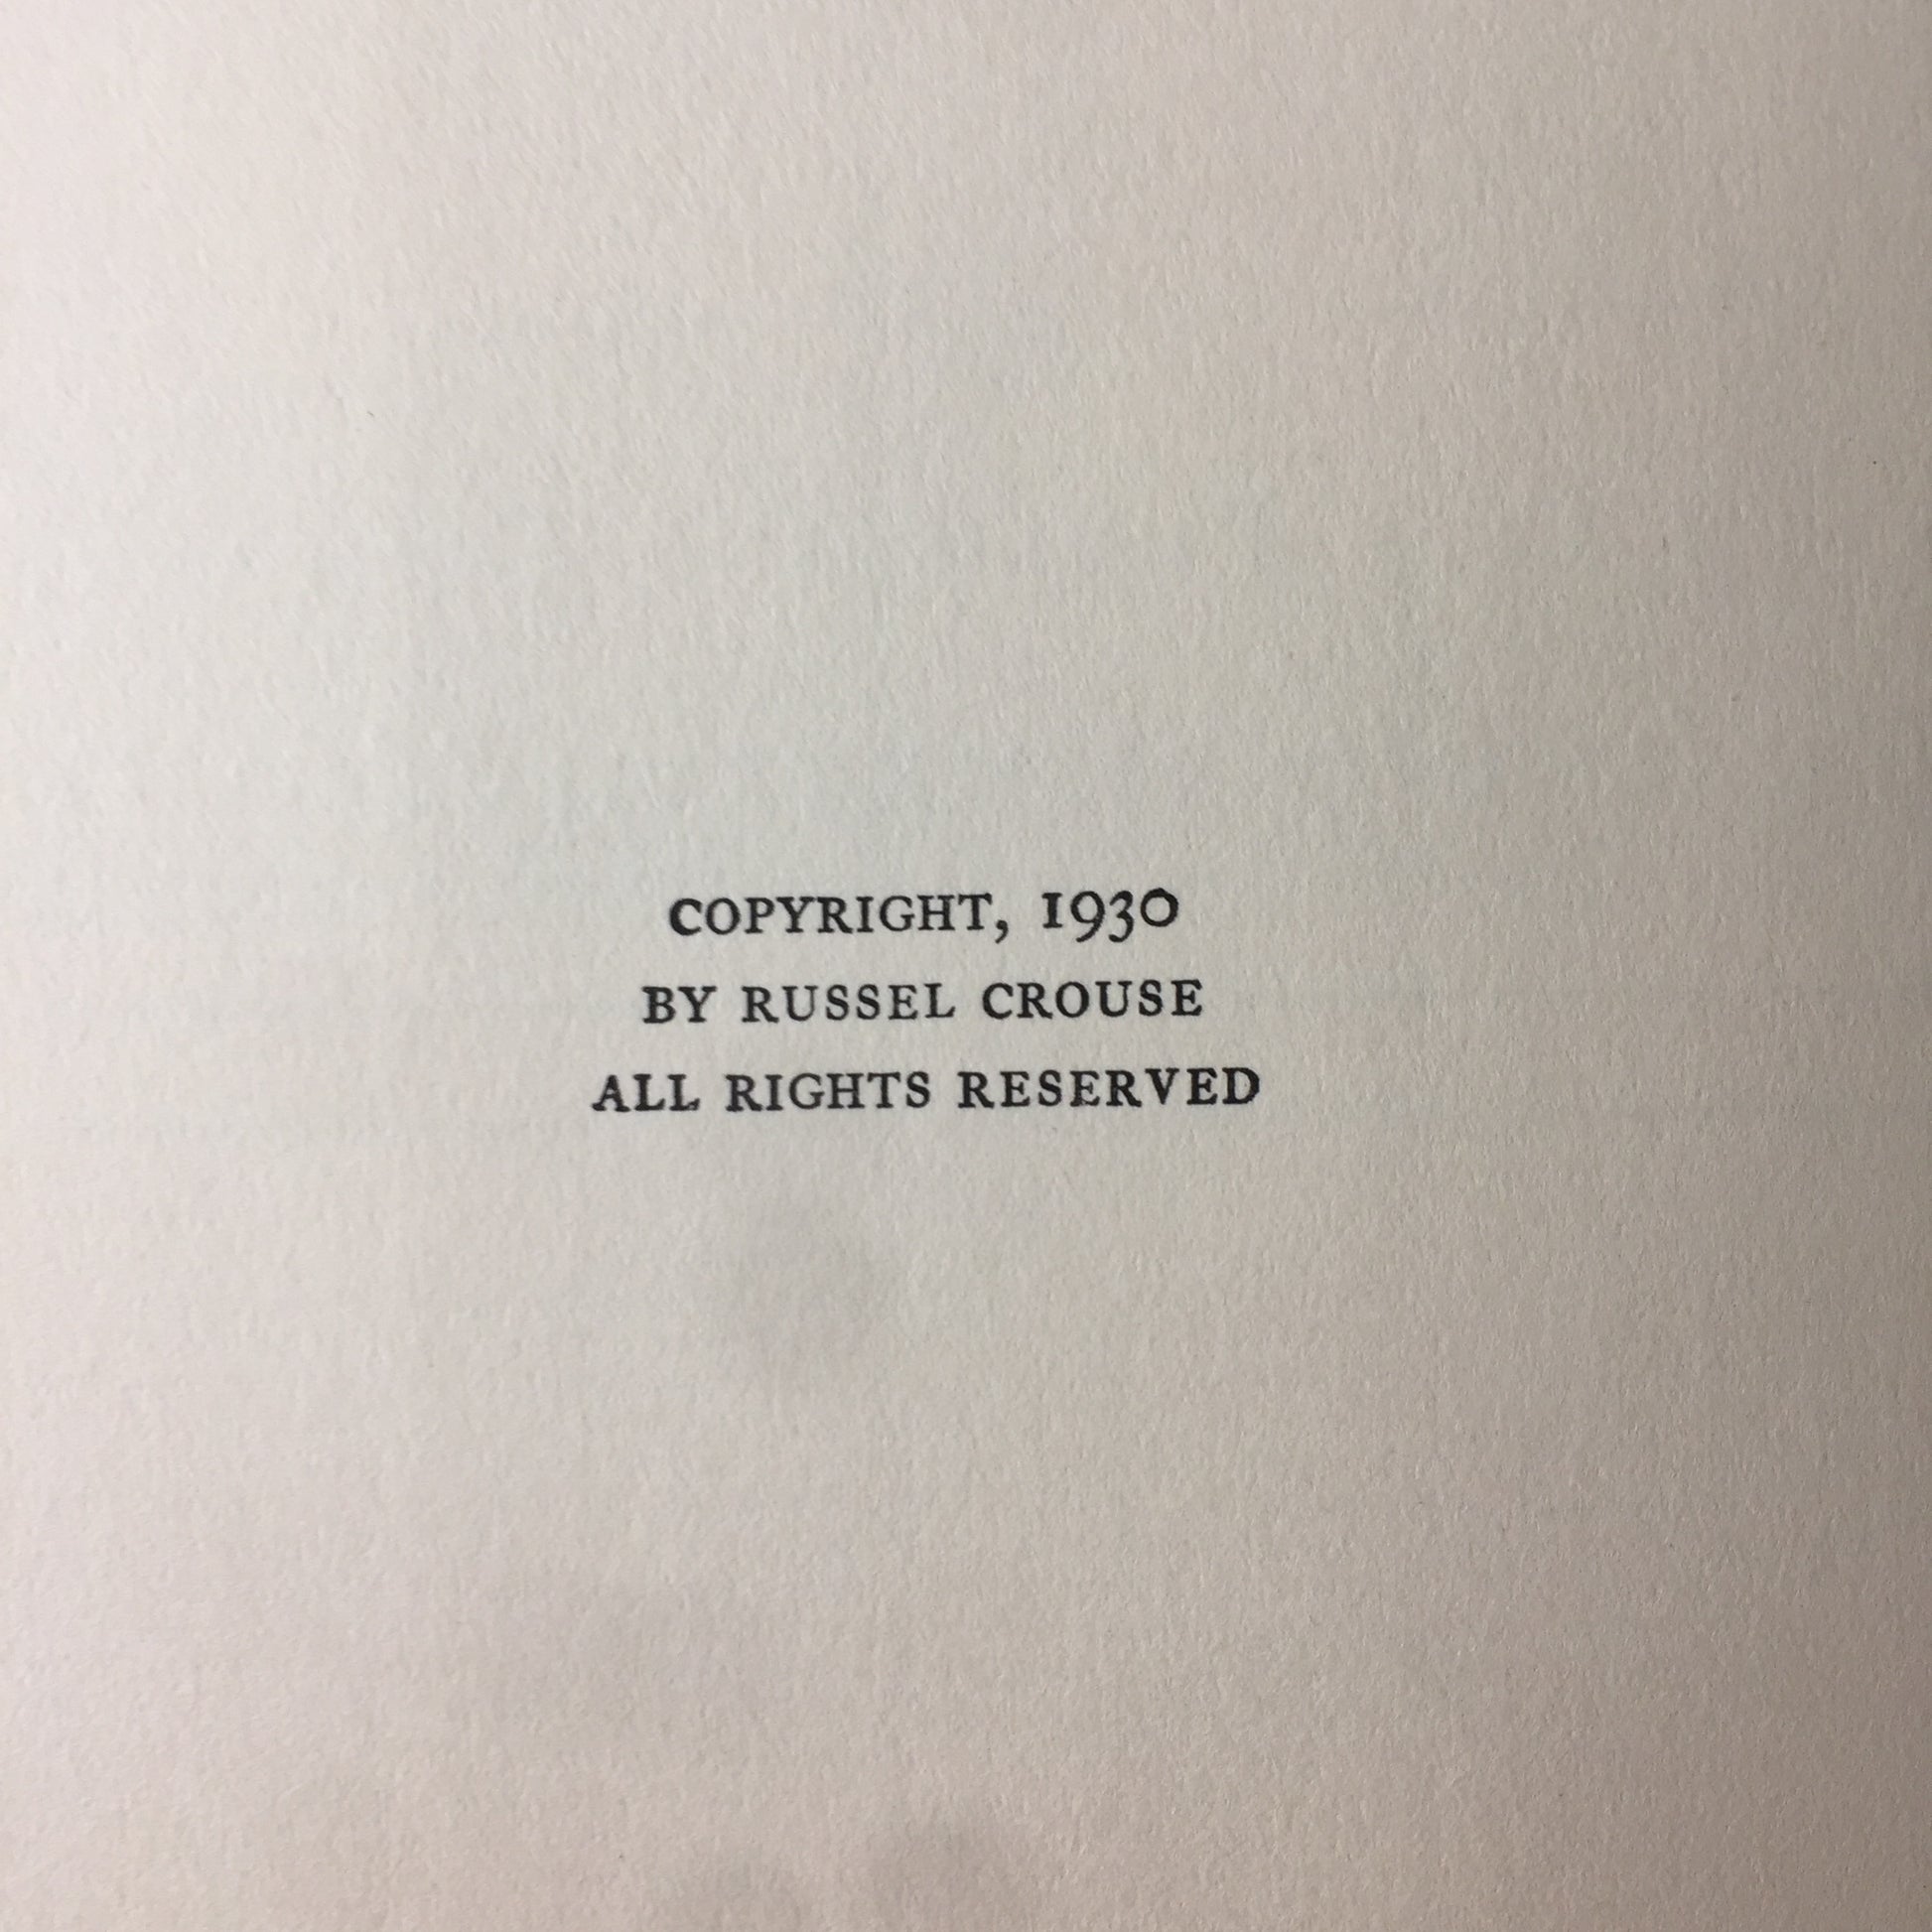 COPYRIGHT, 1930
BY RUSSEL CROUSE
ALL RIGHTS RESERVED